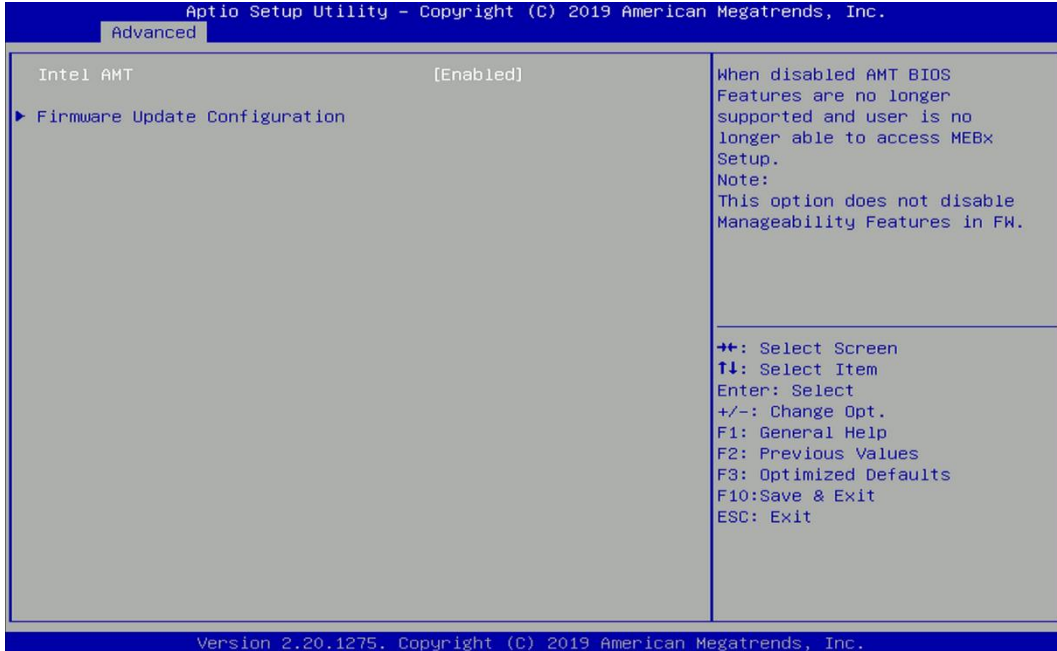 Aptio Setup Utility – Copyright (C) 2019 American Megatrends, Inc.
Advanced
Intel AMT [Enabled]
▶ Firmware Update Configuration
When disabled AMT BIOS
Features are no longer
supported and user is no
longer able to access MEBx
Setup.
Note:
This option does not disable
Manageability Features in FW.
→←: Select Screen
↑↓: Select Item
Enter: Select
+/-: Change Opt.
F1: General Help
F2: Previous Values
F3: Optimized Defaults
F10:Save & Exit
ESC: Exit
Version 2.20.1275. Copyright (C) 2019 American Megatrends, Inc.